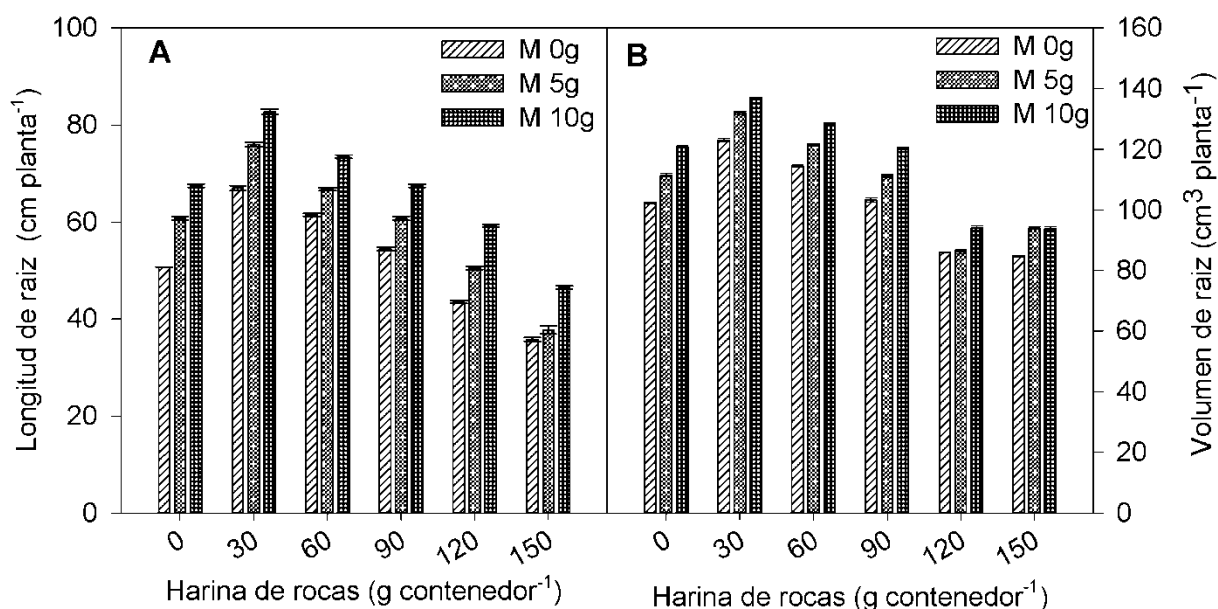 A
M 0g
M 5g
M 10g
Longitud de raiz (cm planta⁻¹)
100
80
60
40
20
0
0
30
60
90
120
150
Harina de rocas (g contenedor⁻¹)
B
M 0g
M 5g
M 10g
160
140
120
100
80
60
40
20
0
Volumen de raiz (cm³ planta⁻¹)
0
30
60
90
120
150
Harina de rocas (g contenedor⁻¹)